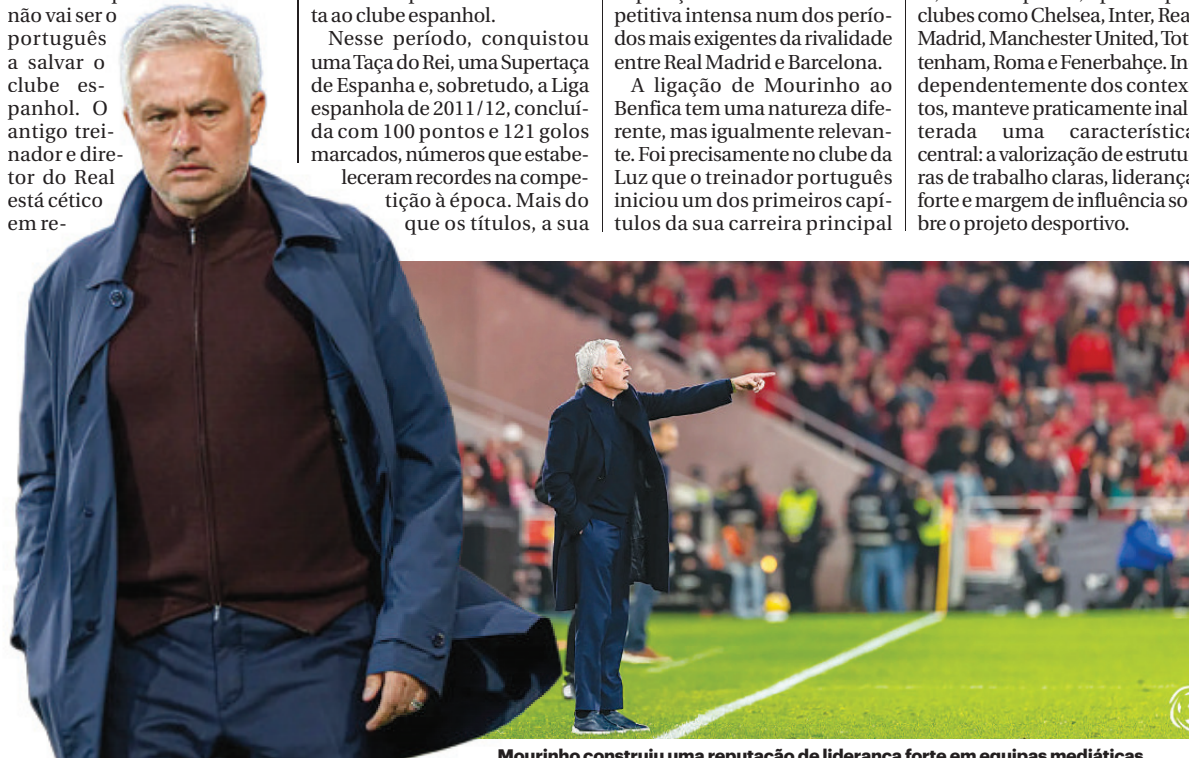 não vai ser o
português
a salvar o
clube es-
panhol. O
antigo trei-
nador e dire-
tor do Real
está cético
em re-
ta ao clube espanhol.
Nesse período, conquistou
uma Taça do Rei, uma Supertaça
de Espanha e, sobretudo, a Liga
espanhola de 2011/12, concluí-
da com 100 pontos e 121 golos
marcados, números que estabe-
leceram recordes na compe-
tição à época. Mais do
que os títulos, a sua
petitiva intensa num dos perío-
dos mais exigentes da rivalidade
entre Real Madrid e Barcelona.
A ligação de Mourinho ao
Benfica tem uma natureza dife-
rente, mas igualmente relevan-
te. Foi precisamente no clube da
Luz que o treinador português
iniciou um dos primeiros capí-
tulos da sua carreira principal
clubes como Chelsea, Inter, Rea
Madrid, Manchester United, Tot
tenham, Roma e Fenerbahçe. In
dependentemente dos contex
tos, manteve praticamente inal
terada uma característica
central: a valorização de estrutu
ras de trabalho claras, liderança
forte e margem de influência so
bre o projeto desportivo.
Mourinho construiu uma reputação de liderança forte em equipas mediáticas